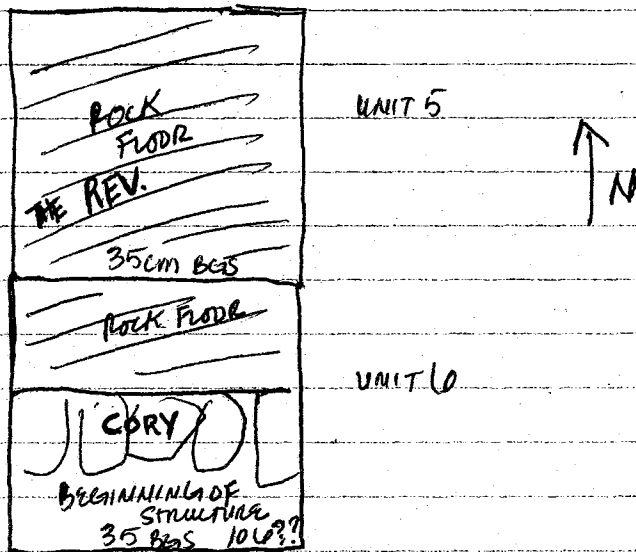 ROCK
FLOOR
UNIT 5
THE REV.
N
35cm BGS
ROCK FLOOR
UNIT 6
CORY
BEGINNING OF
STRUCTURE
35 BGS